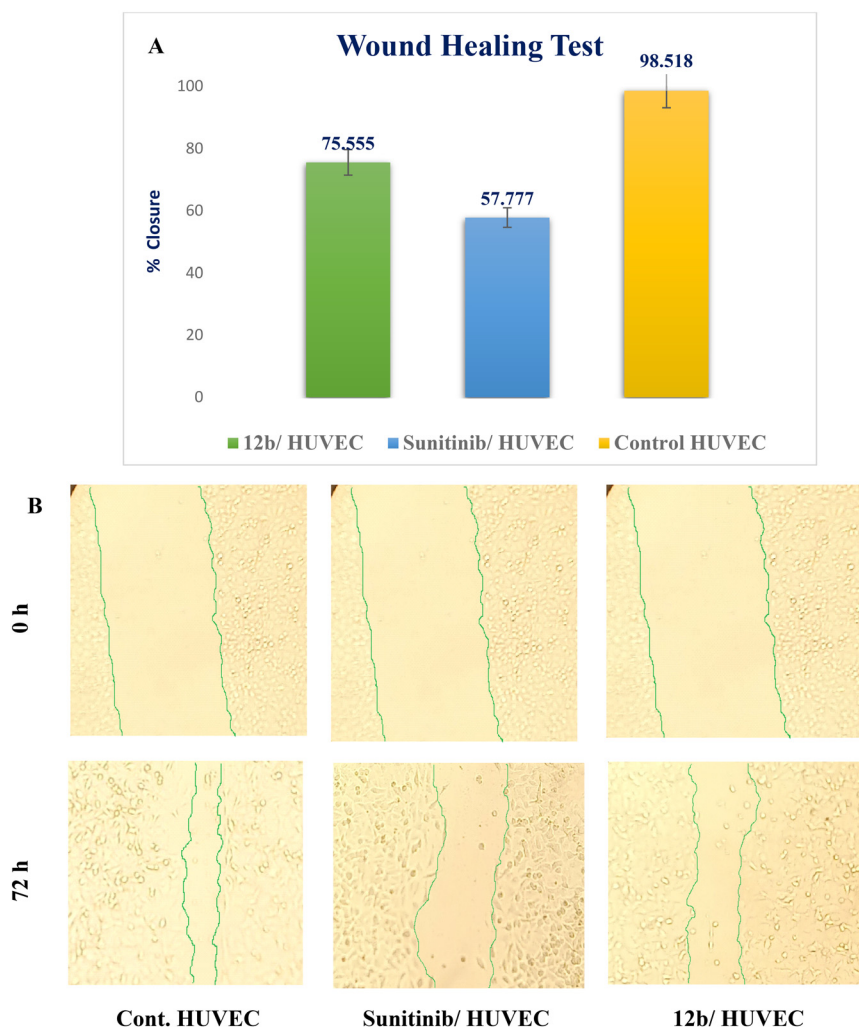 A
Wound Healing Test
98.518
75.555
57.777
100
80
60
40
20
0
% Closure
12b/ HUVEC Sunitinib/ HUVEC Control HUVEC
B
0 h
72 h
Cont. HUVEC Sunitinib/ HUVEC 12b/ HUVEC